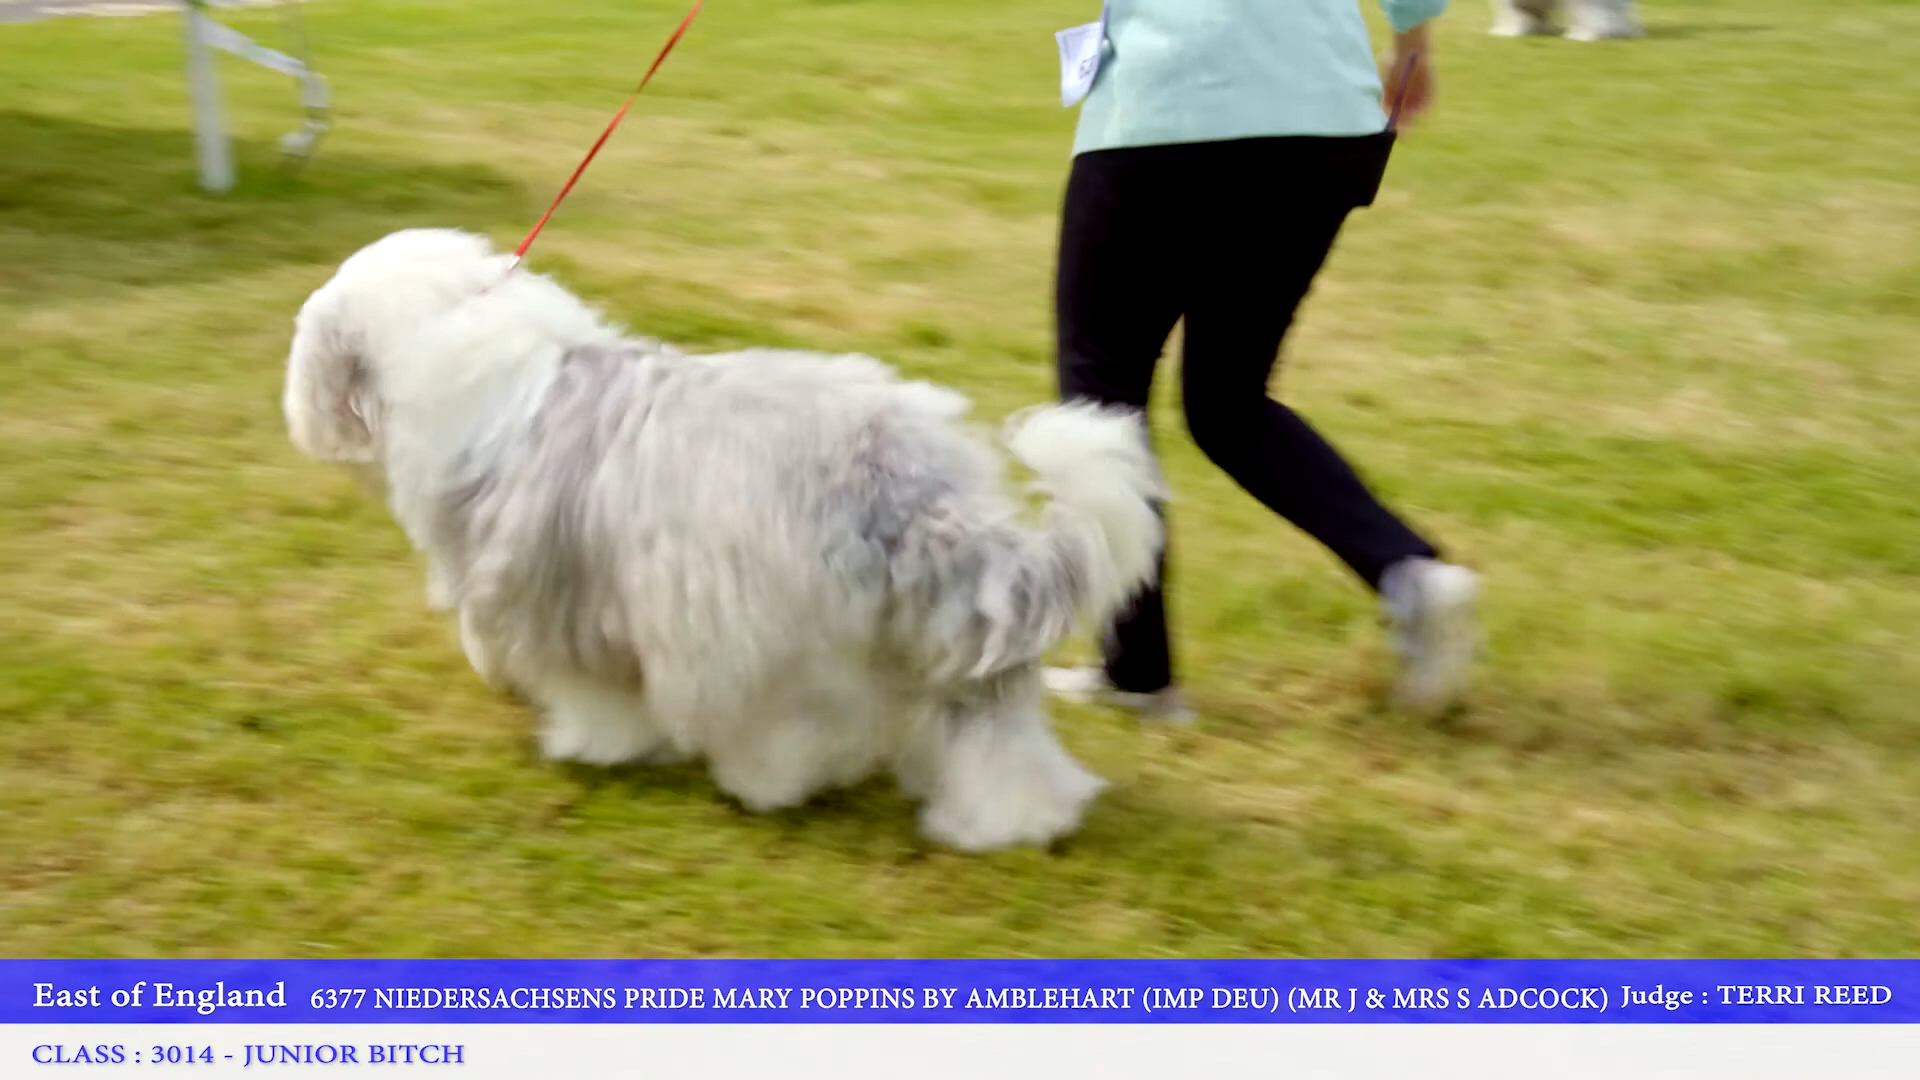 East of England 6377 NIEDERSACHSENS PRIDE MARY POPPINS BY AMBLEHART (IMP DEU) (MR J & MRS S ADCOCK) Judge : TERRI REED
CLASS : 3014 - JUNIOR BITCH